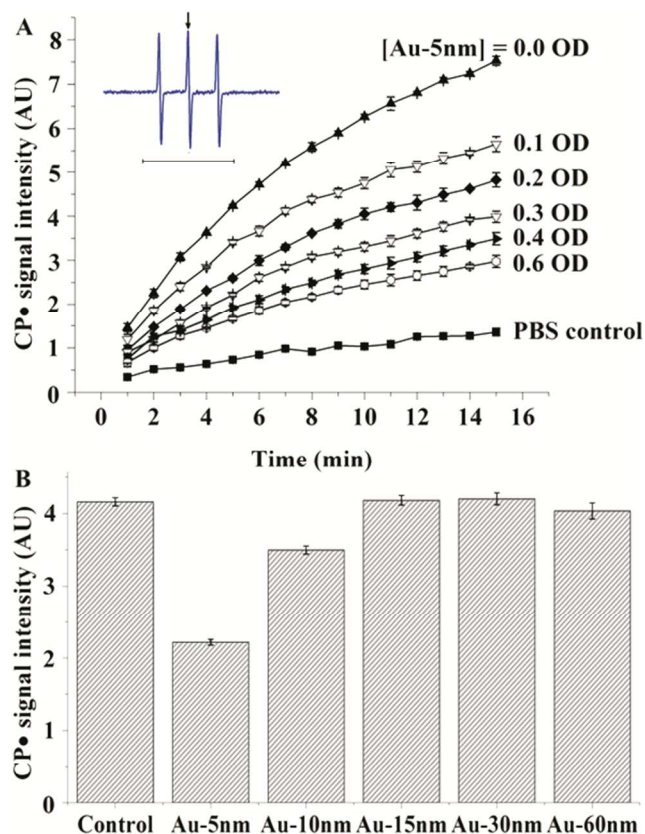 A
CP• signal intensity (AU)
8
7
6
5
4
3
2
1
0
[Au-5nm] = 0.0 OD
0.1 OD
0.2 OD
0.3 OD
0.4 OD
0.6 OD
PBS control
0 2 4 6 8 10 12 14 16
Time (min)
B
CP• signal intensity (AU)
4
3
2
1
0
Control Au-5nm Au-10nm Au-15nm Au-30nm Au-60nm